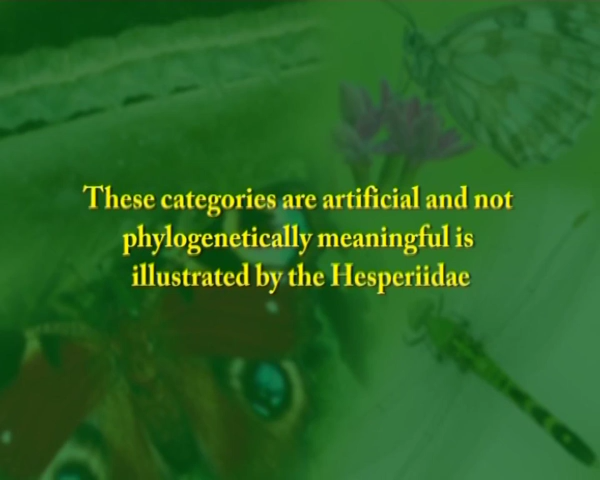 These categories are artificial and not
phylogenetically meaningful is
illustrated by the Hesperiidae